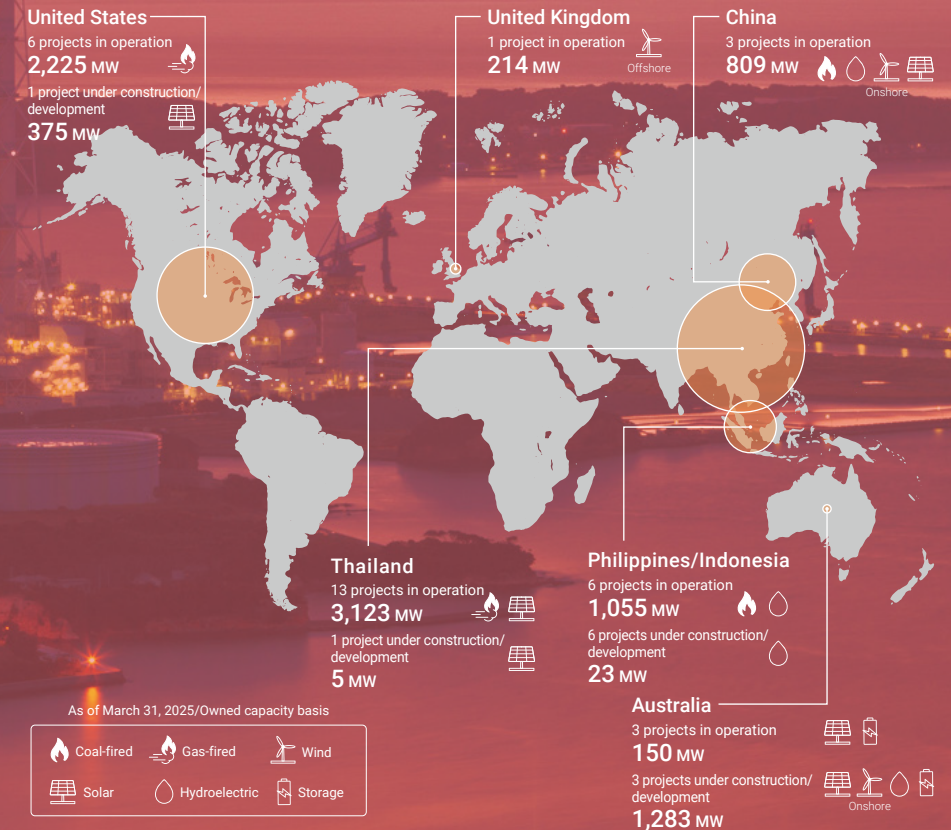 United States
6 projects in operation
2,225 MW
1 project under construction/
development
375 MW
United Kingdom
1 project in operation
214 MW
Offshore
China
3 projects in operation
809 MW
Onshore
Thailand
13 projects in operation
3,123 MW
1 project under construction/
development
5 MW
Philippines/Indonesia
6 projects in operation
1,055 MW
6 projects under construction/
development
23 MW
Australia
3 projects in operation
150 MW
3 projects under construction/
development
Onshore
1,283 MW
As of March 31, 2025/Owned capacity basis
Coal-fired Gas-fired Wind
Solar Hydroelectric Storage